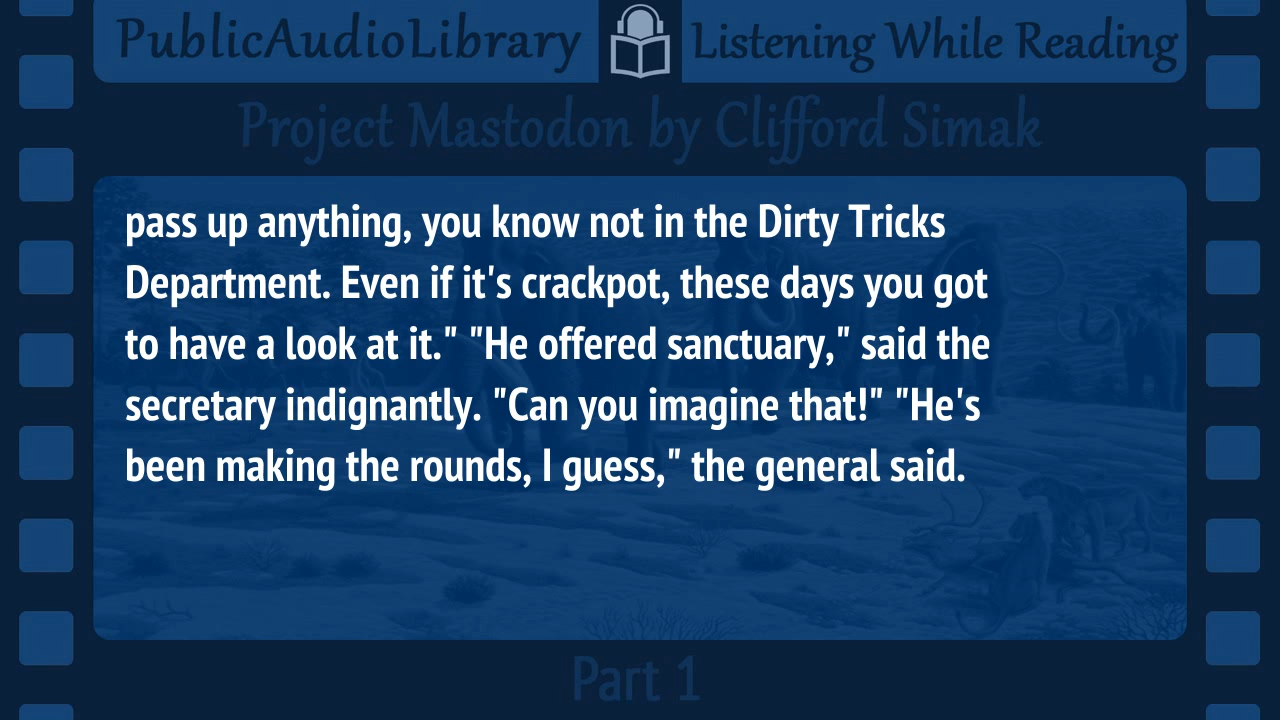 PublicAudioLibrary Listening While Reading
Project Mastodon by Clifford Simak
pass up anything, you know not in the Dirty Tricks
Department. Even if it's crackpot, these days you got
to have a look at it." "He offered sanctuary," said the
secretary indignantly. "Can you imagine that!" "He's
been making the rounds, I guess," the general said.
Part 1